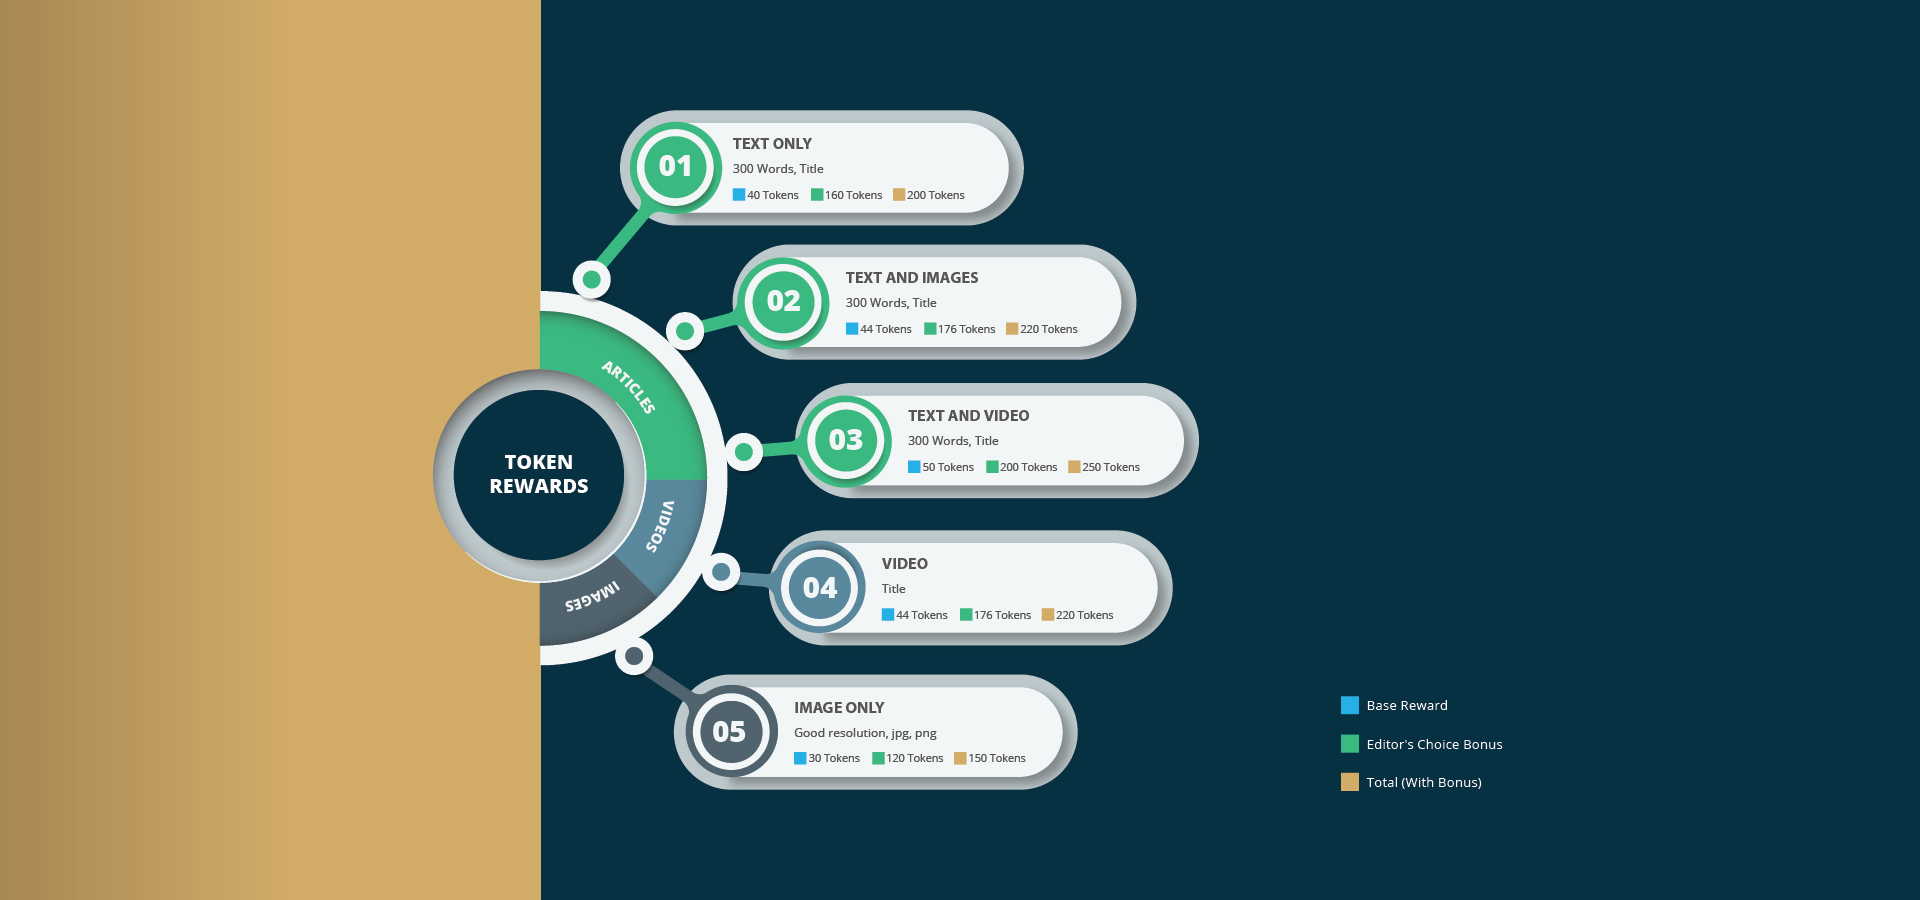 TOKEN
REWARDS
ARTICLES
VIDEOS
IMAGES
01
TEXT ONLY
300 Words, Title
40 Tokens 160 Tokens 200 Tokens
02
TEXT AND IMAGES
300 Words, Title
44 Tokens 176 Tokens 220 Tokens
03
TEXT AND VIDEO
300 Words, Title
50 Tokens 200 Tokens 250 Tokens
04
VIDEO
Title
44 Tokens 176 Tokens 220 Tokens
05
IMAGE ONLY
Good resolution, jpg, png
30 Tokens 120 Tokens 150 Tokens
Base Reward
Editor's Choice Bonus
Total (With Bonus)